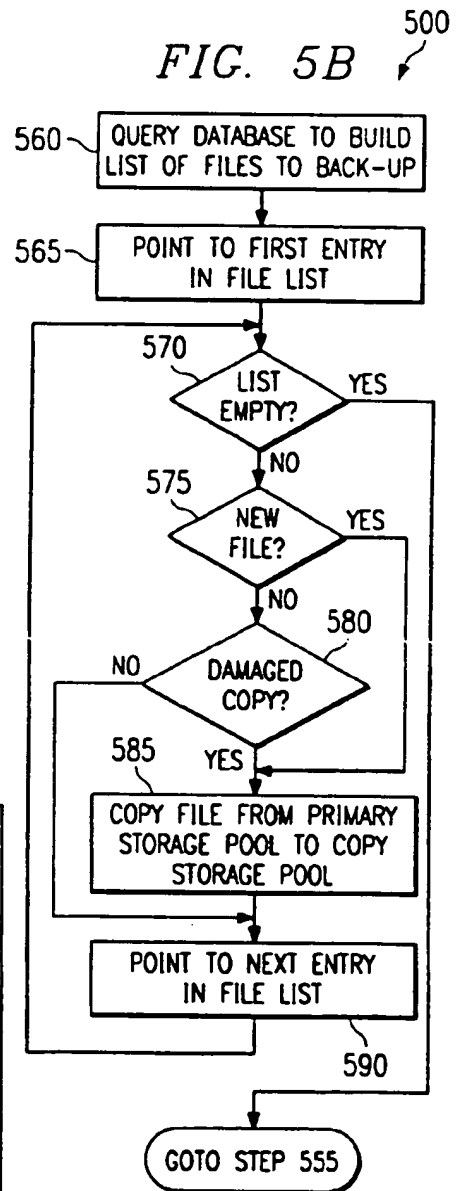 500
FIG. 5B
560
QUERY DATABASE TO BUILD
LIST OF FILES TO BACK-UP
565
POINT TO FIRST ENTRY
IN FILE LIST
570
LIST
EMPTY?
YES
NO
575
NEW
FILE?
YES
NO
580
DAMAGED
COPY?
NO
YES
585
COPY FILE FROM PRIMARY
STORAGE POOL TO COPY
STORAGE POOL
POINT TO NEXT ENTRY
IN FILE LIST
590
GOTO STEP 555